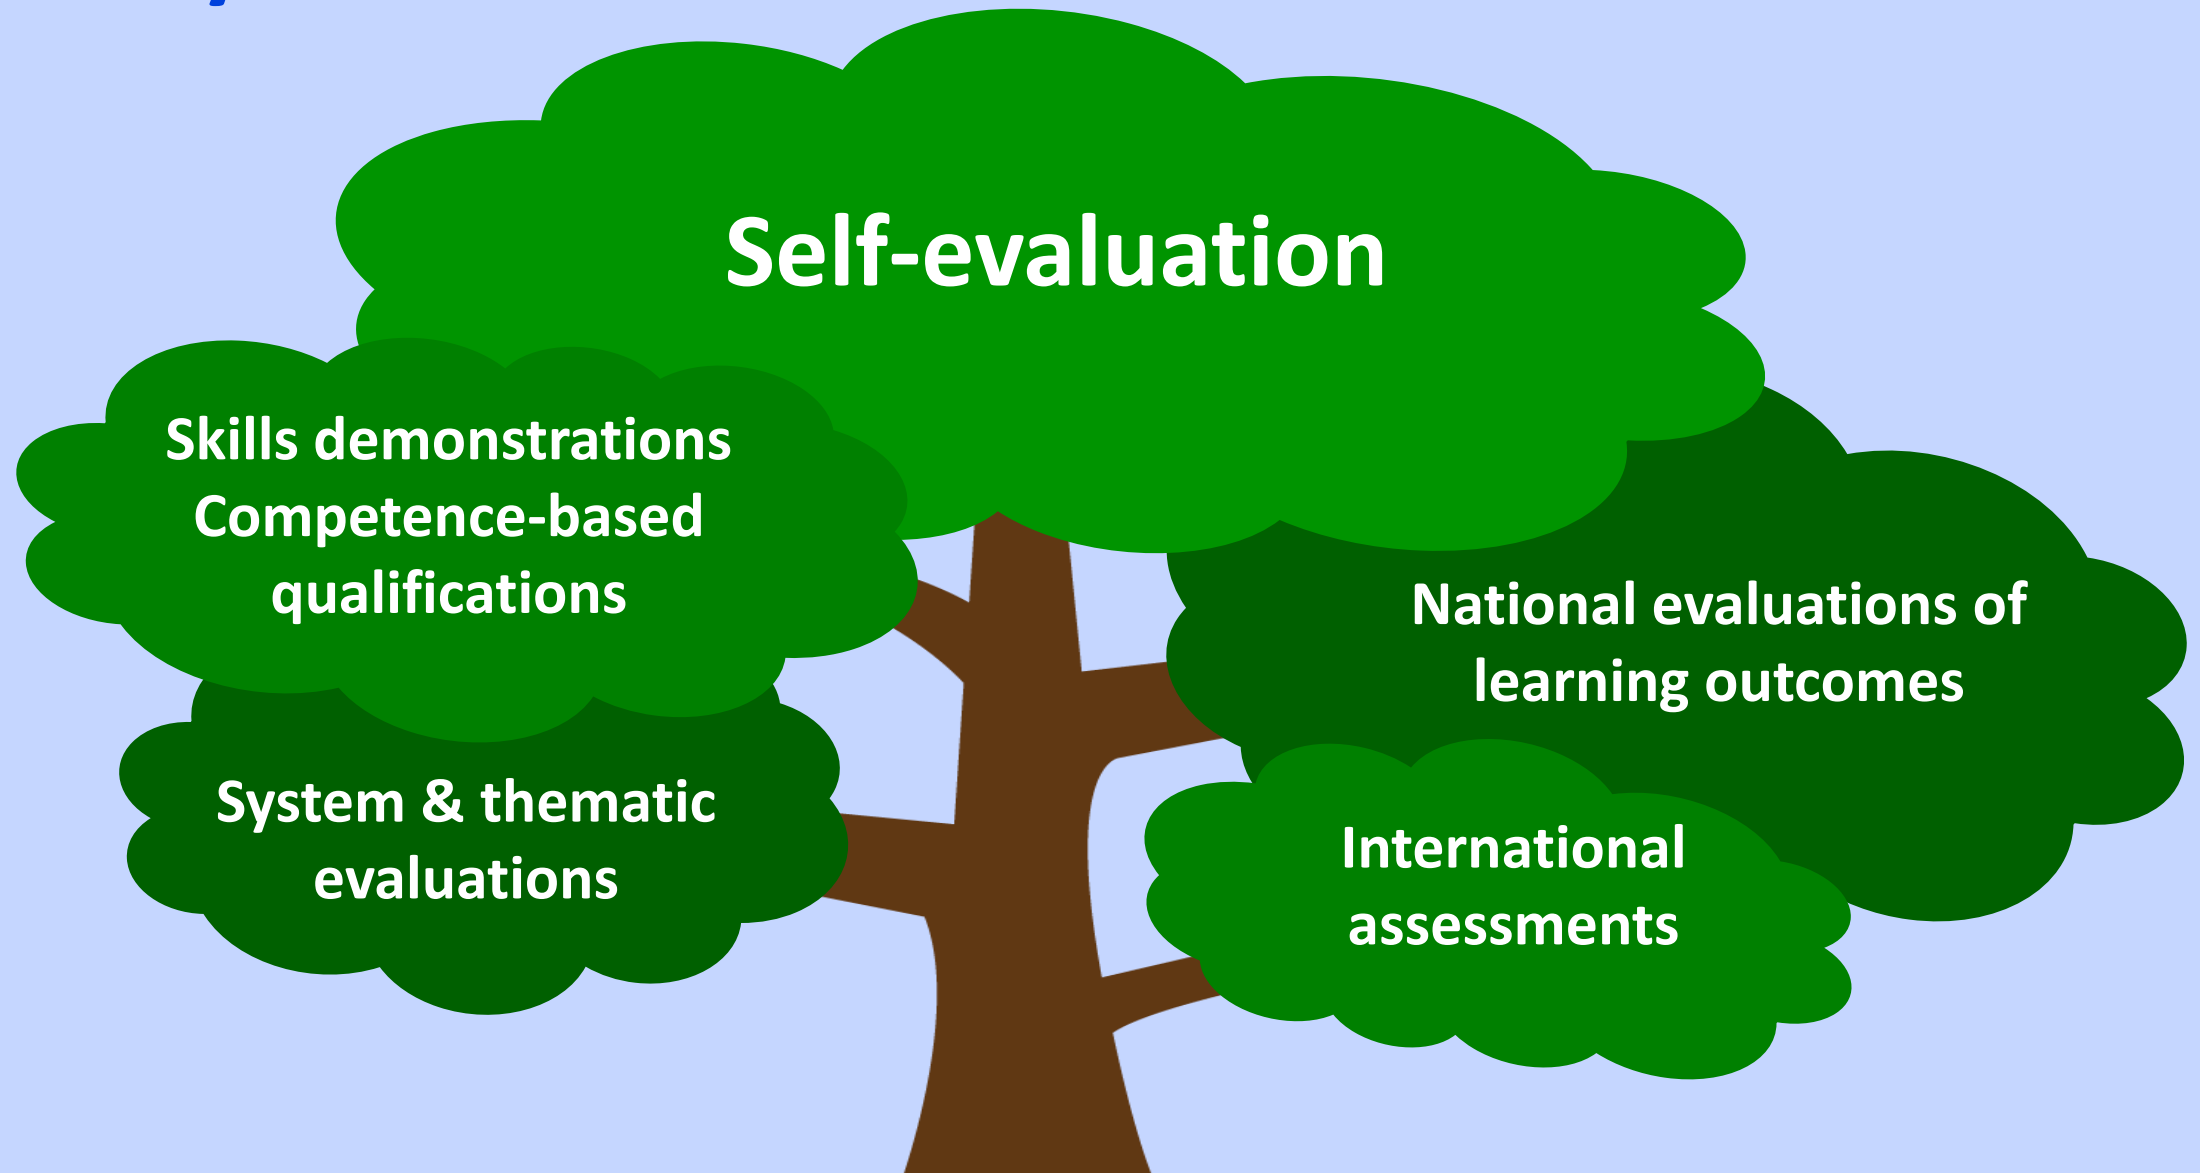 Self-evaluation
Skills demonstrations
Competence-based
qualifications
National evaluations of
learning outcomes
System & thematic
evaluations
International
assessments